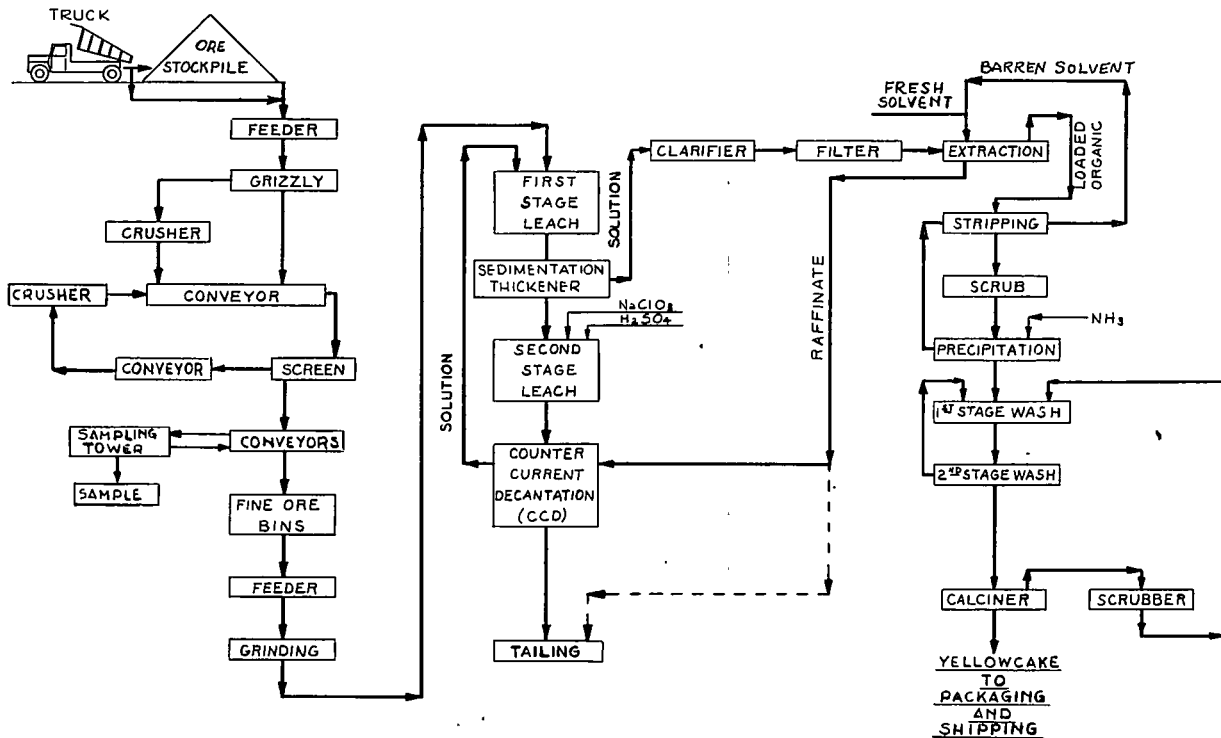 TRUCK
ORE
STOCKPILE
FEEDER
GRIZZLY
CRUSHER
CRUSHER
CONVEYOR
CONVEYOR
SCREEN
SAMPLING
TOWER
CONVEYORS
SAMPLE
FINE ORE
BINS
FEEDER
GRINDING
FIRST
STAGE
LEACH
SOLUTION
SEDIMENTATION
THICKENER
NaClO3
H2SO4
SECOND
STAGE
LEACH
SOLUTION
COUNTER
CURRENT
DECANTATION
(CCD)
TAILING
CLARIFIER
FILTER
RAFFINATE
FRESH
SOLVENT
BARREN SOLVENT
EXTRACTION
LOADED
ORGANIC
STRIPPING
SCRUB
NH3
PRECIPITATION
1ST STAGE WASH
2ND STAGE WASH
CALCINER
SCRUBBER
YELLOWCAKE
TO
PACKAGING
AND
SHIPPING